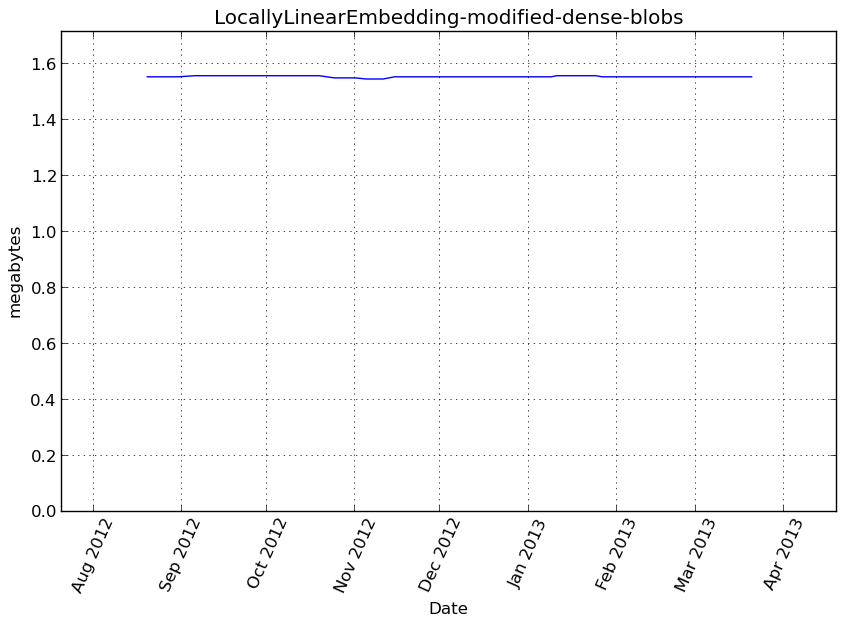 LocallyLinearEmbedding-modified-dense-blobs
megabytes
1.6
1.4
1.2
1.0
0.8
0.6
0.4
0.2
0.0
Aug 2012
Sep 2012
Oct 2012
Nov 2012
Dec 2012
Jan 2013
Feb 2013
Mar 2013
Apr 2013
Date